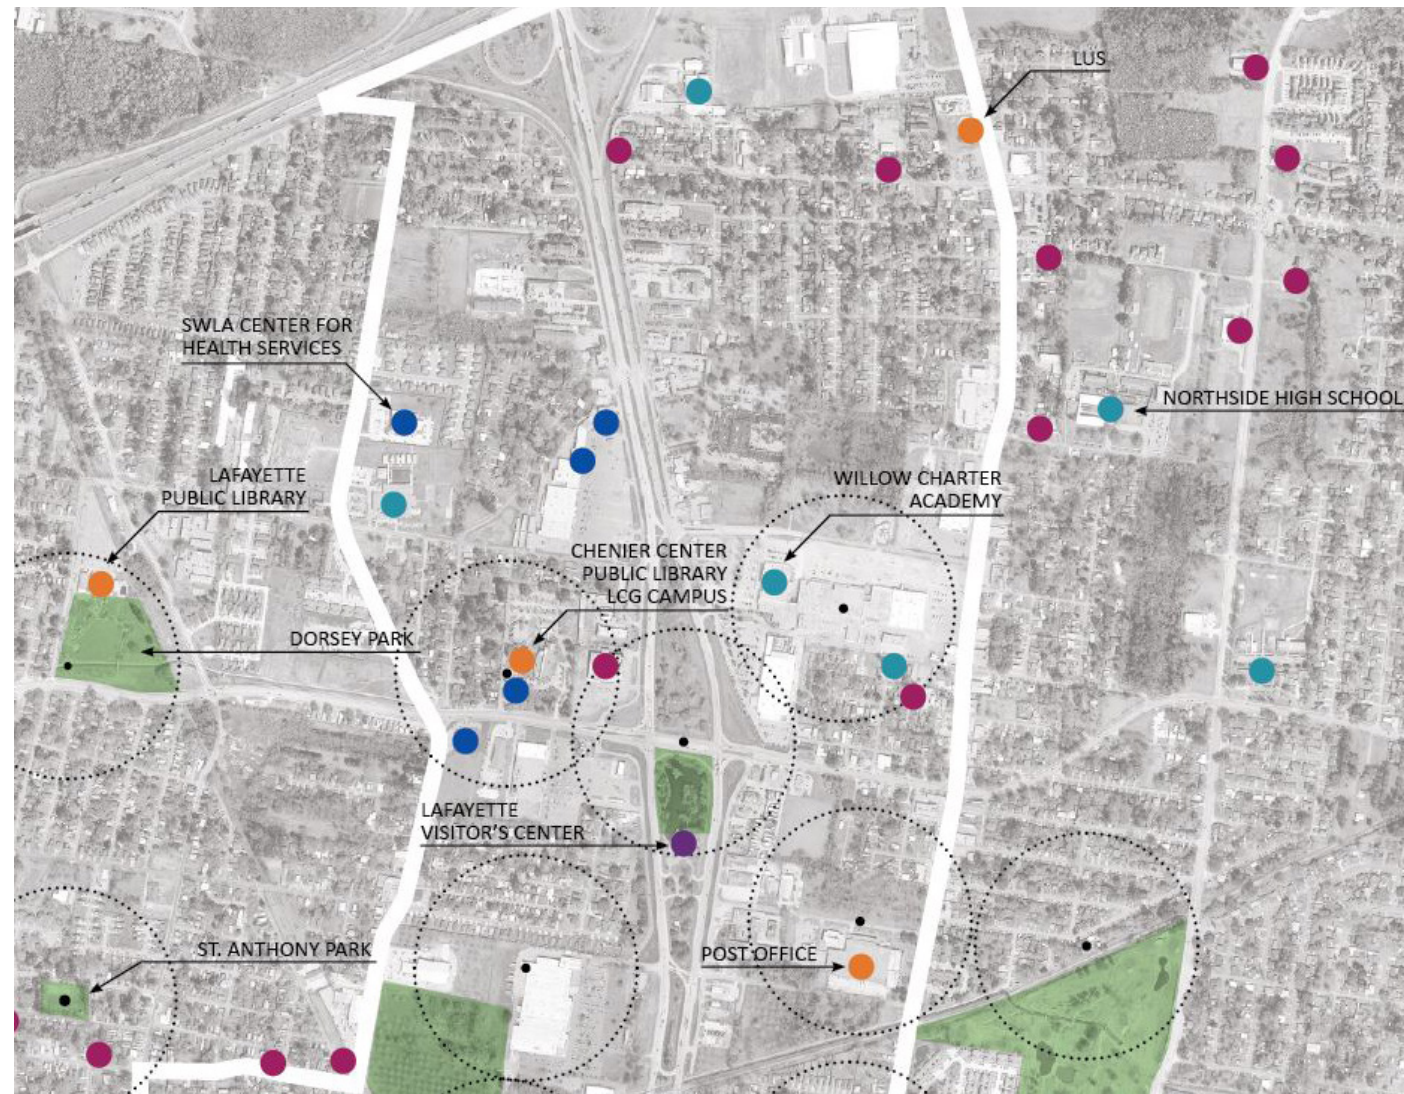 LUS
SWLA CENTER FOR
HEALTH SERVICES
NORTHSIDE HIGH SCHOOL
LAFAYETTE
PUBLIC LIBRARY
WILLOW CHARTER
ACADEMY
CHENIER CENTER
PUBLIC LIBRARY
LCG CAMPUS
DORSEY PARK
LAFAYETTE
VISITOR'S CENTER
ST. ANTHONY PARK
POST OFFICE